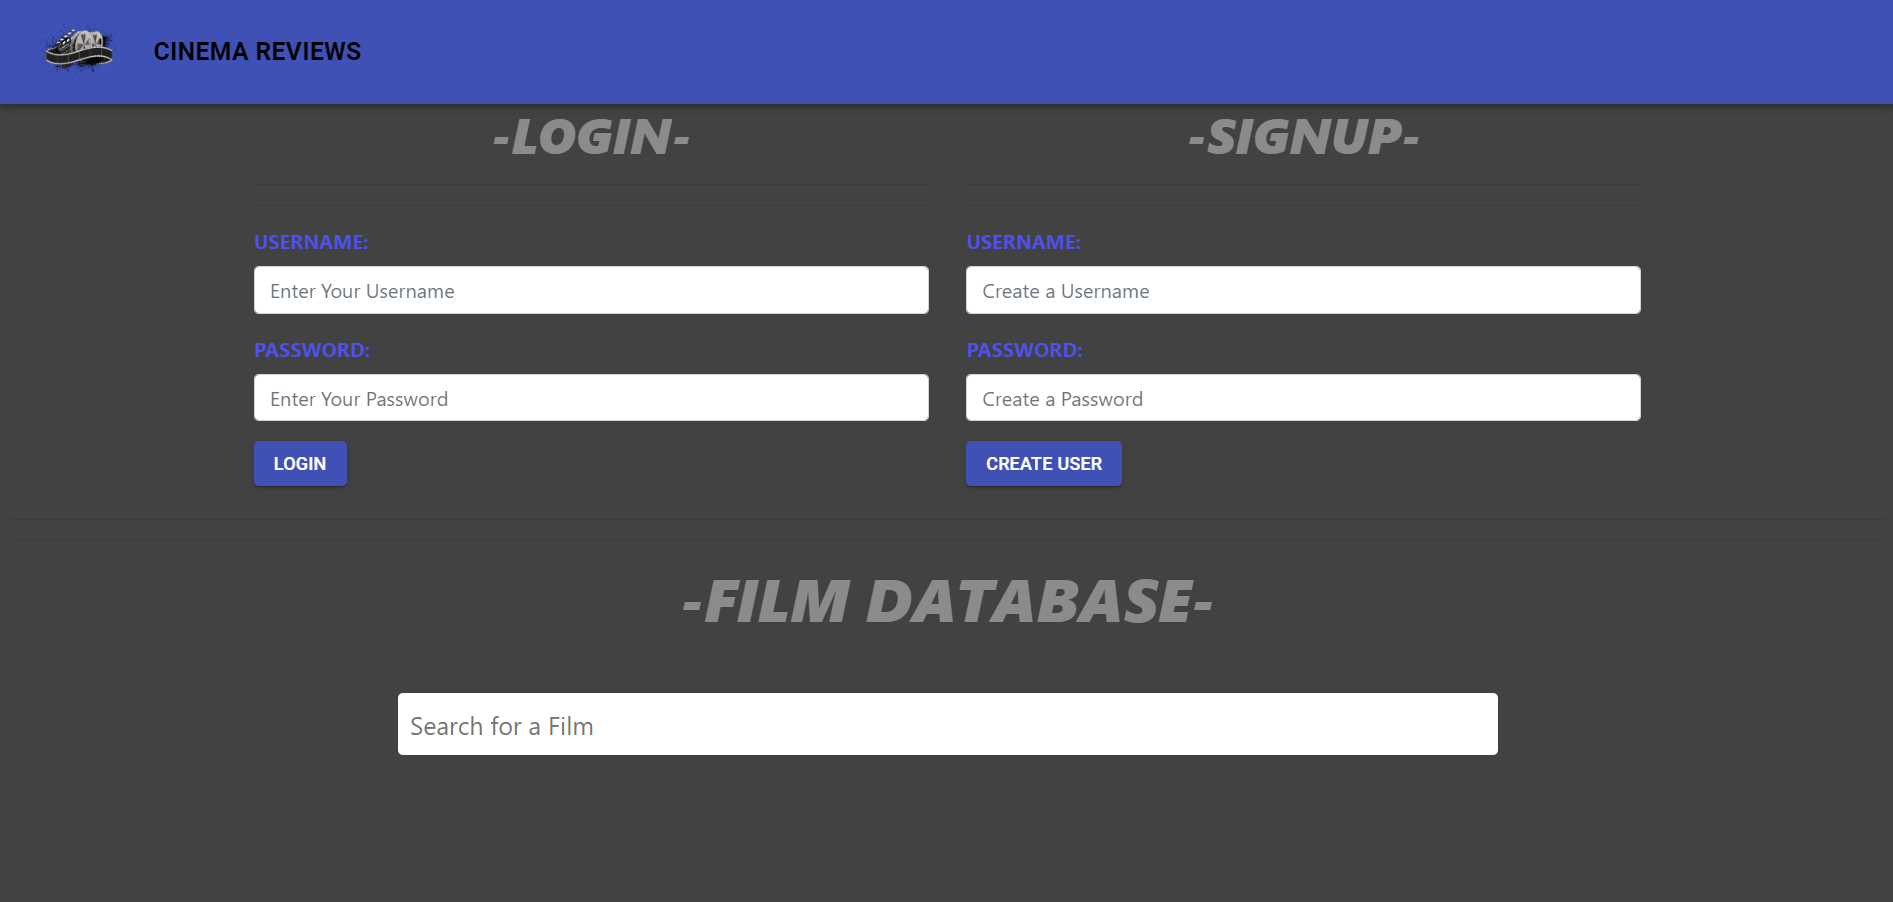 CINEMA REVIEWS
-LOGIN-
USERNAME:
Enter Your Username
PASSWORD:
Enter Your Password
LOGIN
-SIGNUP-
USERNAME:
Create a Username
PASSWORD:
Create a Password
CREATE USER
-FILM DATABASE-
Search for a Film